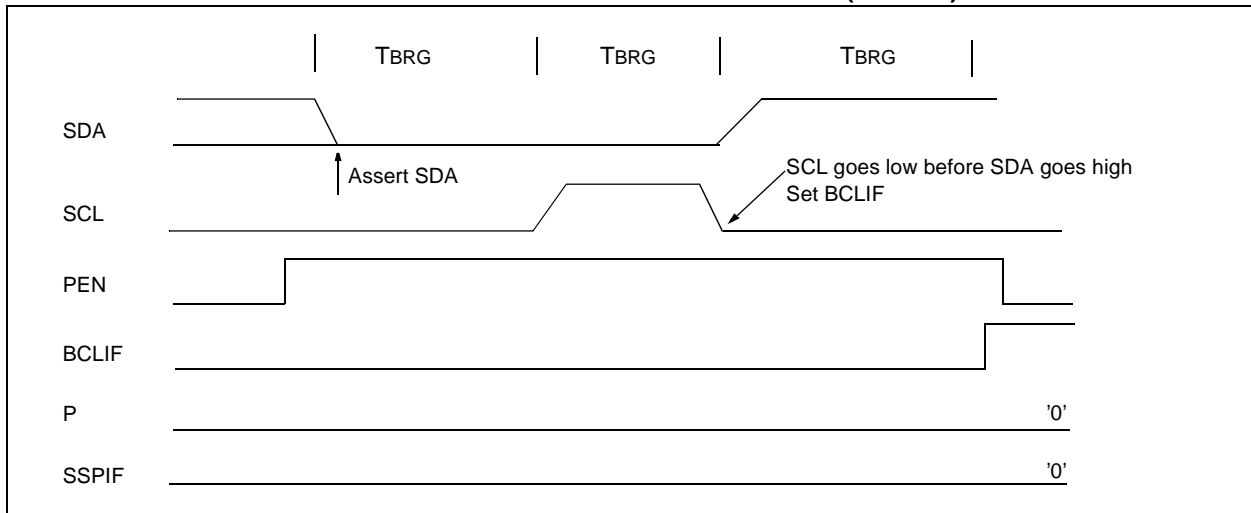 TBRG TBRG TBRG
SDA
Assert SDA
SCL goes low before SDA goes high
Set BCLIF
SCL
PEN
BCLIF
P '0'
SSPIF '0'